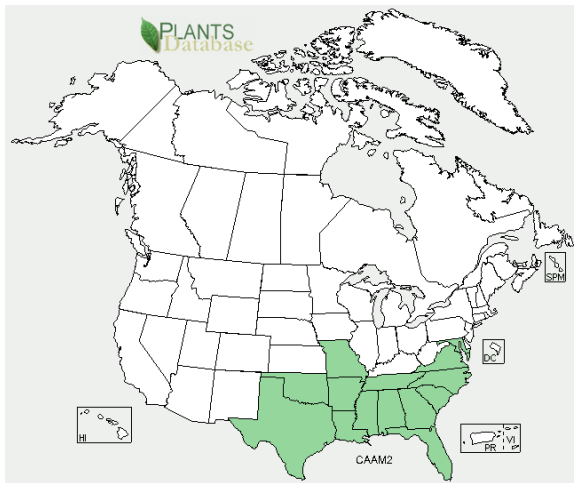 PLANTS
Database
SPM
DC
HI
PR
VI
CAAM2